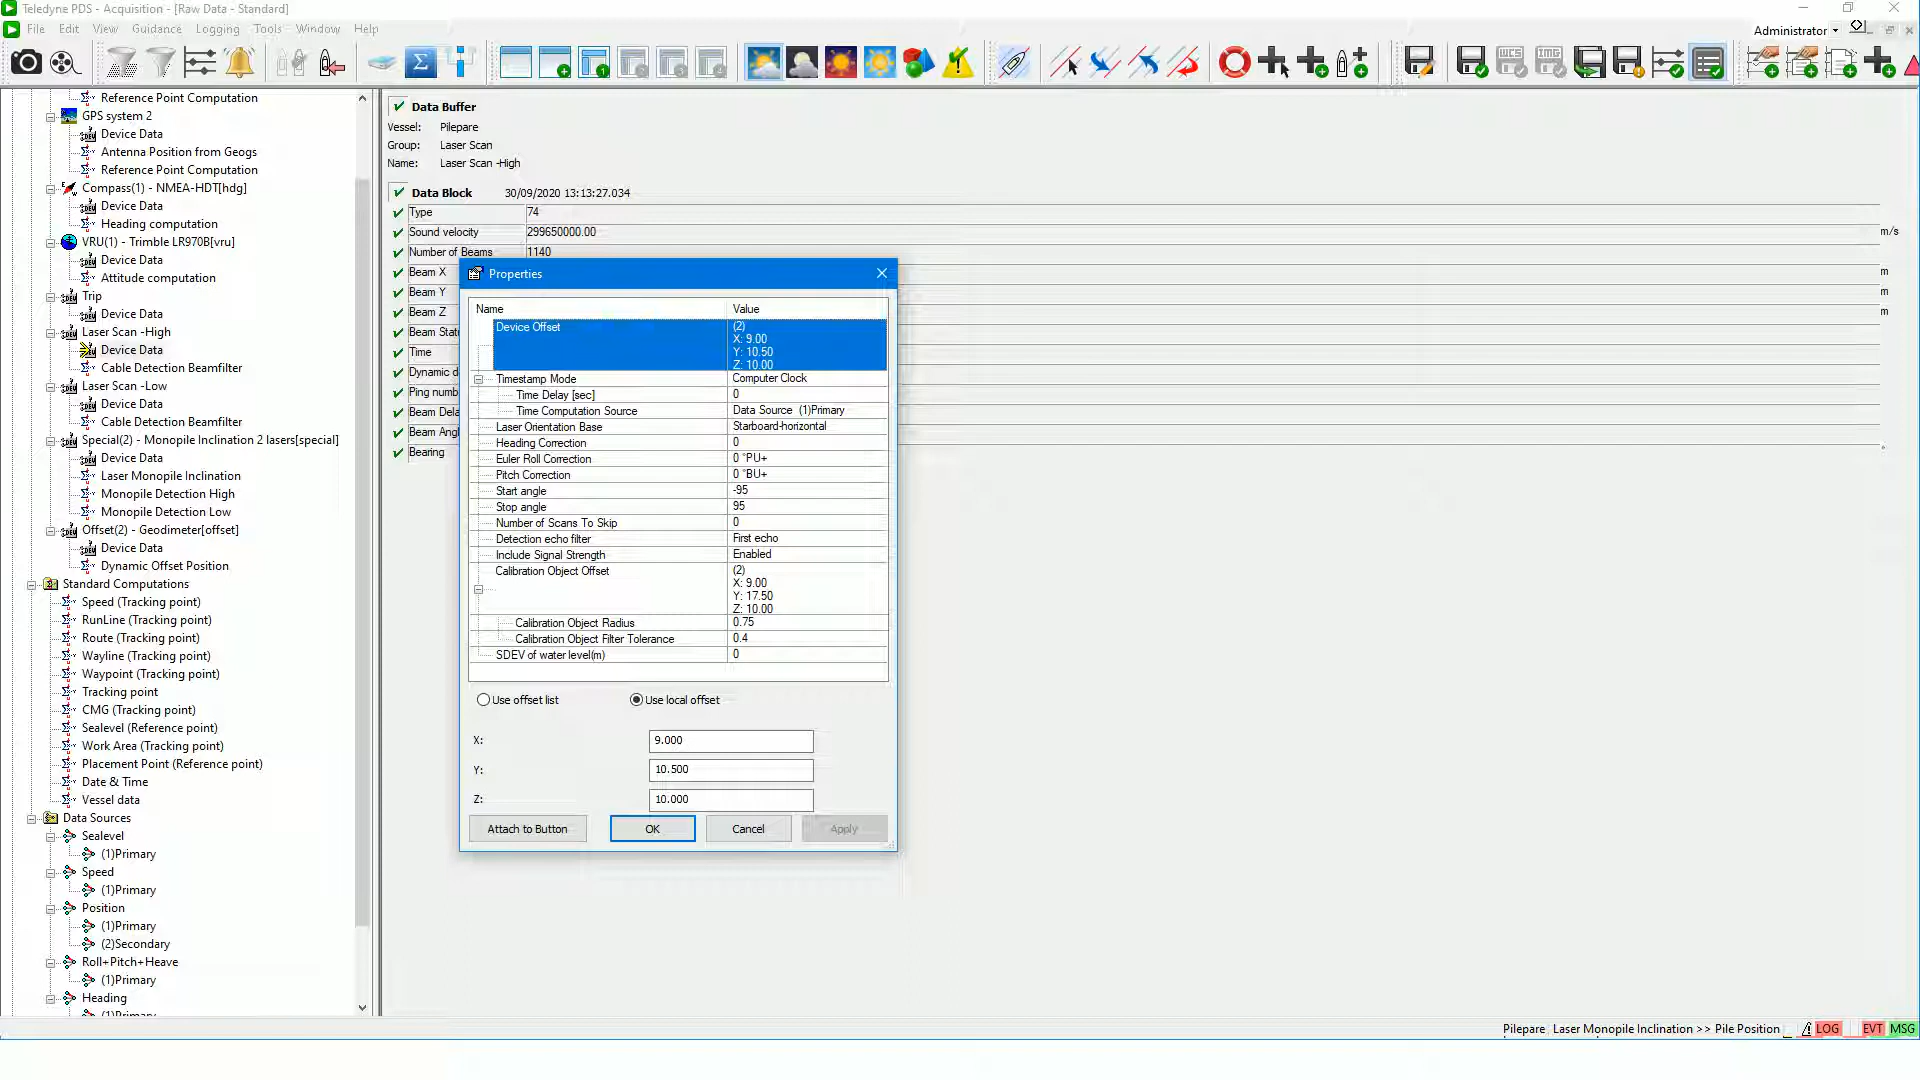 Teledyne PDS - Acquisition - [Raw Data - Standard]
File Edit View Guidance Logging Tools Window Help
Administrator
Reference Point Computation
GPS system 2
Device Data
Antenna Position from Geogs
Reference Point Computation
Compass(1) - NMEA-HDT[hdg]
Device Data
Heading computation
VRU(1) - Trimble LR970B[vru]
Device Data
Attitude computation
Trip
Device Data
Laser Scan -High
Device Data
Cable Detection Beamfilter
Laser Scan -Low
Device Data
Cable Detection Beamfilter
Special(2) - Monopile Inclination 2 lasers[special]
Device Data
Laser Monopile Inclination
Monopile Detection High
Monopile Detection Low
Offset(2) - Geodimeter[offset]
Device Data
Dynamic Offset Position
Standard Computations
Speed (Tracking point)
RunLine (Tracking point)
Route (Tracking point)
Wayline (Tracking point)
Waypoint (Tracking point)
Tracking point
CMG (Tracking point)
Sealevel (Reference point)
Work Area (Tracking point)
Placement Point (Reference point)
Date & Time
Vessel data
Data Sources
Sealevel
(1)Primary
Speed
(1)Primary
Position
(1)Primary
(2)Secondary
Roll+Pitch+Heave
(1)Primary
Heading
(1)Primary
Data Buffer
Vessel: Pilepare
Group: Laser Scan
Name: Laser Scan -High
Data Block 30/09/2020 13:13:27.034
Type 74
Sound velocity 299650000.00 m/s
Number of Beams 1140
Beam X m
Beam Y m
Beam Z m
Beam Stat
Time
Dynamic d
Ping numb
Beam Dela
Beam Angl
Bearing °
Properties
Name Value
Device Offset (2)
X: 9.00
Y: 10.50
Z: 10.00
Timestamp Mode Computer Clock
Time Delay [sec] 0
Time Computation Source Data Source (1)Primary
Laser Orientation Base Starboard-horizontal
Heading Correction 0
Euler Roll Correction 0 °PU+
Pitch Correction 0 °BU+
Start angle -95
Stop angle 95
Number of Scans To Skip 0
Detection echo filter First echo
Include Signal Strength Enabled
Calibration Object Offset (2)
X: 9.00
Y: 17.50
Z: 10.00
Calibration Object Radius 0.75
Calibration Object Filter Tolerance 0.4
SDEV of water level(m) 0
Use offset list Use local offset
X: 9.000
Y: 10.500
Z: 10.000
Attach to Button OK Cancel Apply
Pilepare Laser Monopile Inclination >> Pile Position LOG EVT MSG